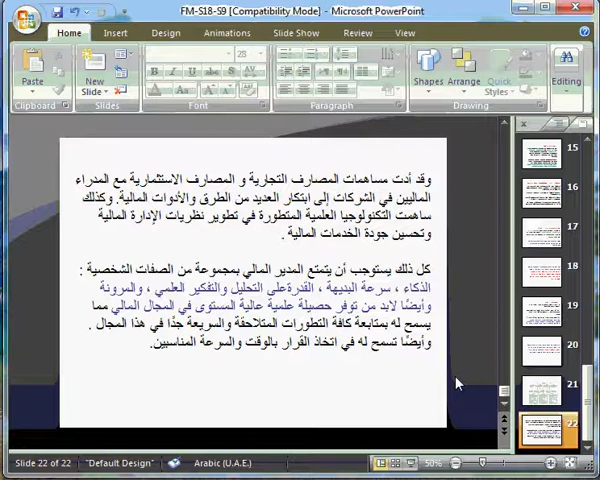 FM-S18-S9 [Compatibility Mode] - Microsoft PowerPoint
Home Insert Design Animations Slide Show Review View
Paste New Slides Shapes Arrange Quick Styles Editing
Clipboard Slides Font Paragraph Drawing
28
وقد أدت مساهمات المصارف التجارية و المصارف الاستثمارية مع المدراء
الماليين في الشركات إلى ابتكار العديد من الطرق والأدوات المالية. وكذلك
ساهمت التكنولوجيا العلمية المتطورة في تطوير نظريات الإدارة المالية
وتحسين جودة الخدمات المالية .
كل ذلك يستوجب أن يتمتع المدير المالي بمجموعة من الصفات الشخصية :
الذكاء ، سرعة البديهة ، القدرةعلى التحليل والتفكير العلمي ، والمرونة
وأيضًا لابد من توفر حصيلة علمية عالية المستوى في المجال المالي مما
يسمح له بمتابعة كافة التطورات المتلاحقة والسريعة جدًا في هذا المجال .
وأيضًا تسمح له في اتخاذ القرار بالوقت والسرعة المناسبين.
15
16
17
18
19
20
21
22
Slide 22 of 22 "Default Design" Arabic (U.A.E.) 50%